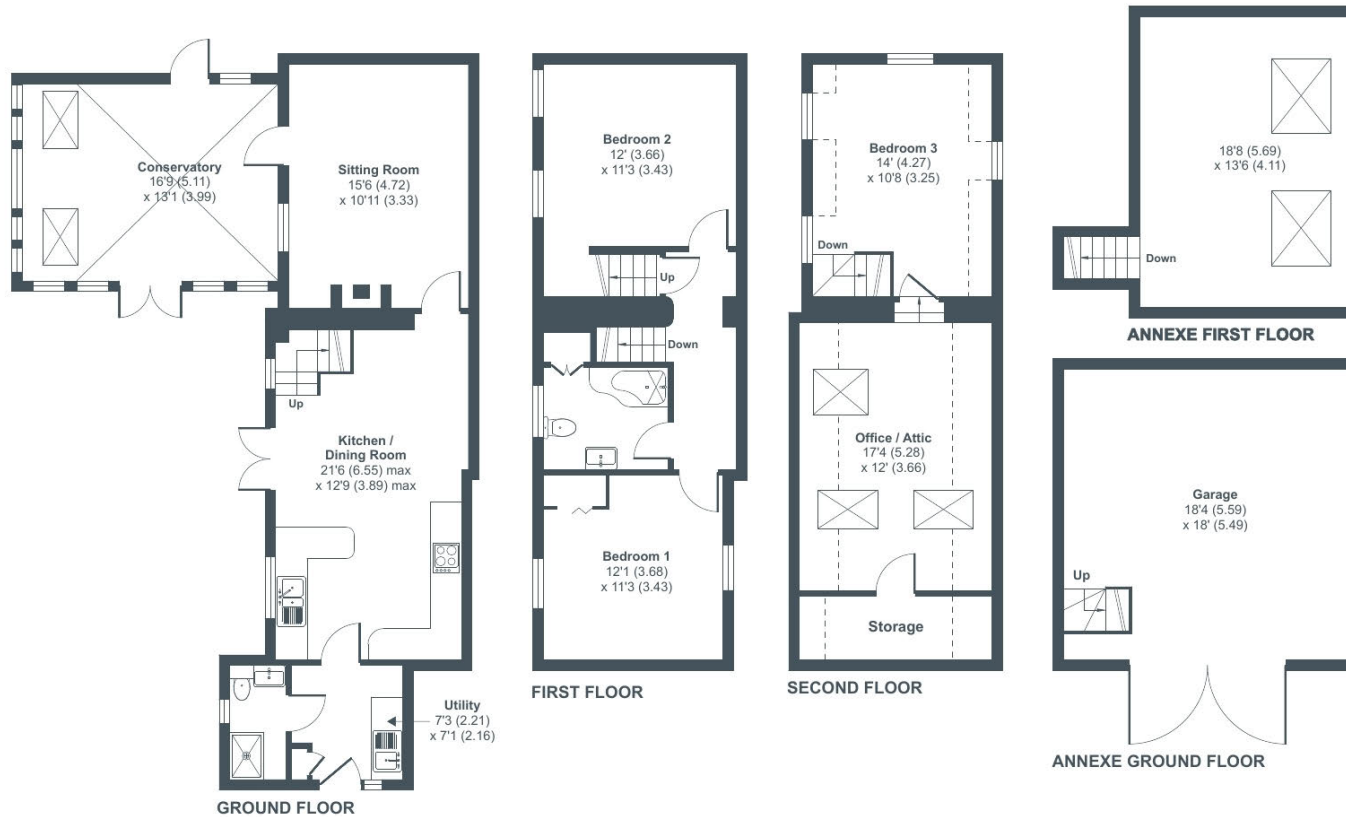 Conservatory
16'9 (5.11)
x 13'1 (3.99)
Sitting Room
15'6 (4.72)
x 10'11 (3.33)
Up
Kitchen /
Dining Room
21'6 (6.55) max
x 12'9 (3.89) max
Utility
7'3 (2.21)
x 7'1 (2.16)
GROUND FLOOR
Bedroom 2
12' (3.66)
x 11'3 (3.43)
Up
Down
Bedroom 1
12'1 (3.68)
x 11'3 (3.43)
FIRST FLOOR
Bedroom 3
14' (4.27)
x 10'8 (3.25)
Down
Office / Attic
17'4 (5.28)
x 12' (3.66)
Storage
SECOND FLOOR
18'8 (5.69)
x 13'6 (4.11)
Down
ANNEXE FIRST FLOOR
Garage
18'4 (5.59)
x 18' (5.49)
Up
ANNEXE GROUND FLOOR